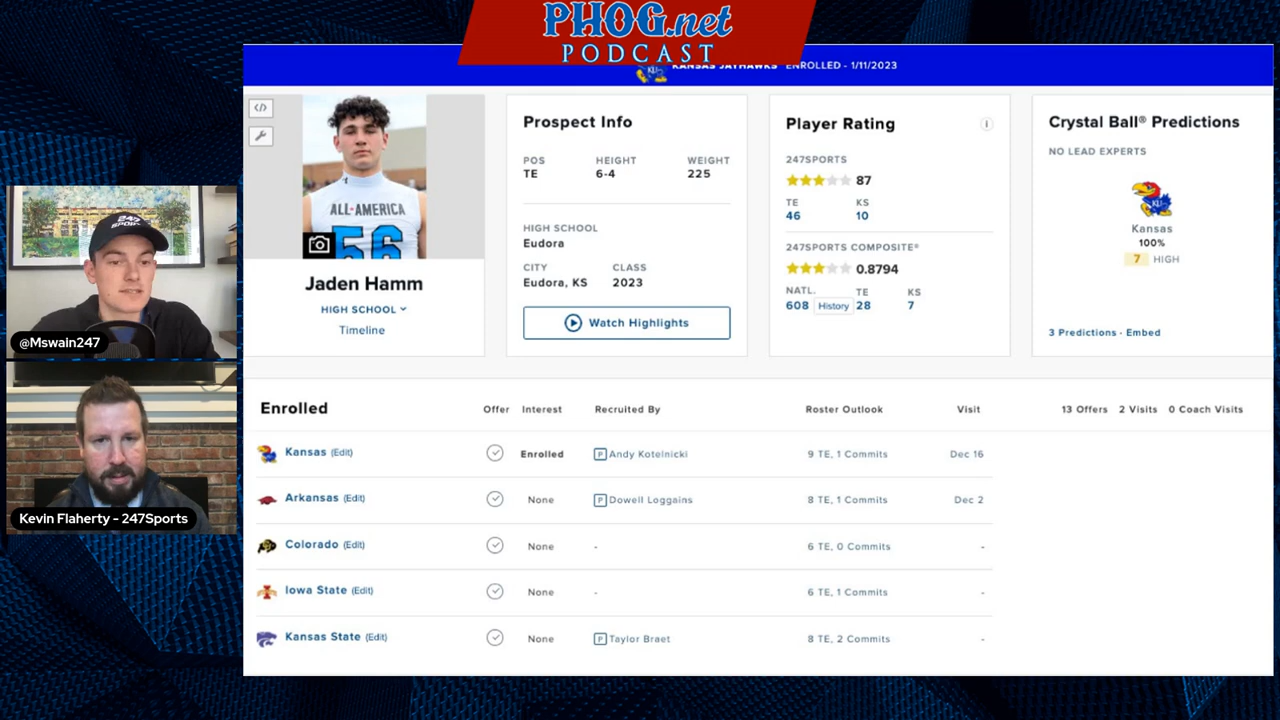 PHOG.net
PODCAST
KANSAS JAYHAWKS ENROLLED - 1/11/2023
ALL-AMERICA
56
Jaden Hamm
HIGH SCHOOL
Timeline
Prospect Info
POS HEIGHT WEIGHT
TE 6-4 225
HIGH SCHOOL
Eudora
CITY CLASS
Eudora, KS 2023
Watch Highlights
Player Rating
247SPORTS
87
TE KS
46 10
247SPORTS COMPOSITE®
0.8794
NATL. TE KS
608 History 28 7
Crystal Ball® Predictions
NO LEAD EXPERTS
KU
Kansas
100%
7 HIGH
3 Predictions · Embed
247
SPORTS
@Mswain247
Kevin Flaherty - 247Sports
Enrolled Offer Interest Recruited By Roster Outlook Visit 13 Offers 2 Visits 0 Coach Visits
Kansas (Edit) Enrolled P Andy Kotelnicki 9 TE, 1 Commits Dec 16
Arkansas (Edit) None P Dowell Loggains 8 TE, 1 Commits Dec 2
Colorado (Edit) None - 6 TE, 0 Commits -
Iowa State (Edit) None - 6 TE, 1 Commits -
Kansas State (Edit) None P Taylor Braet 8 TE, 2 Commits -